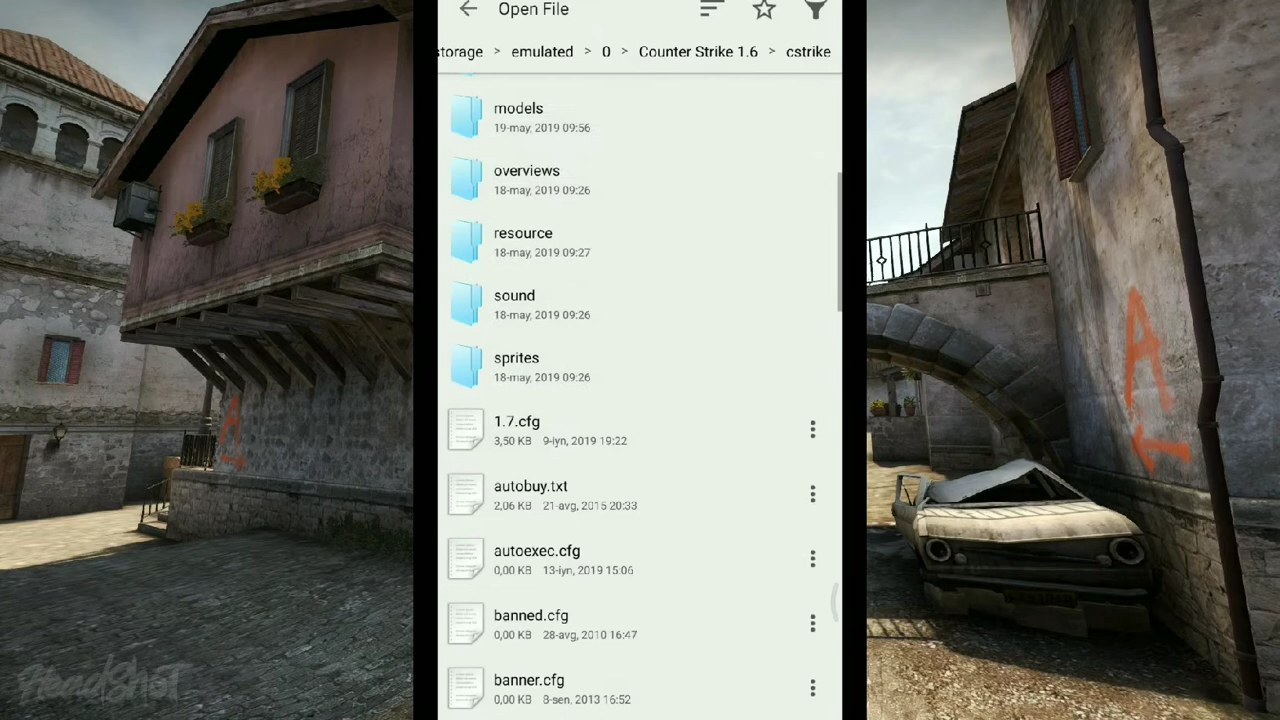 Open File
storage > emulated > 0 > Counter Strike 1.6 > cstrike
models
19-may, 2019 09:56
overviews
18-may, 2019 09:26
resource
18-may, 2019 09:27
sound
18-may, 2019 09:26
sprites
18-may, 2019 09:26
1.7.cfg
3,50 KB 9-iyn, 2019 19:22
autobuy.txt
2,06 KB 21-avg, 2015 20:33
autoexec.cfg
0,00 KB 13-iyn, 2019 15:06
banned.cfg
0,00 KB 28-avg, 2010 16:47
banner.cfg
0,00 KB 8-sen, 2013 16:52
A
A